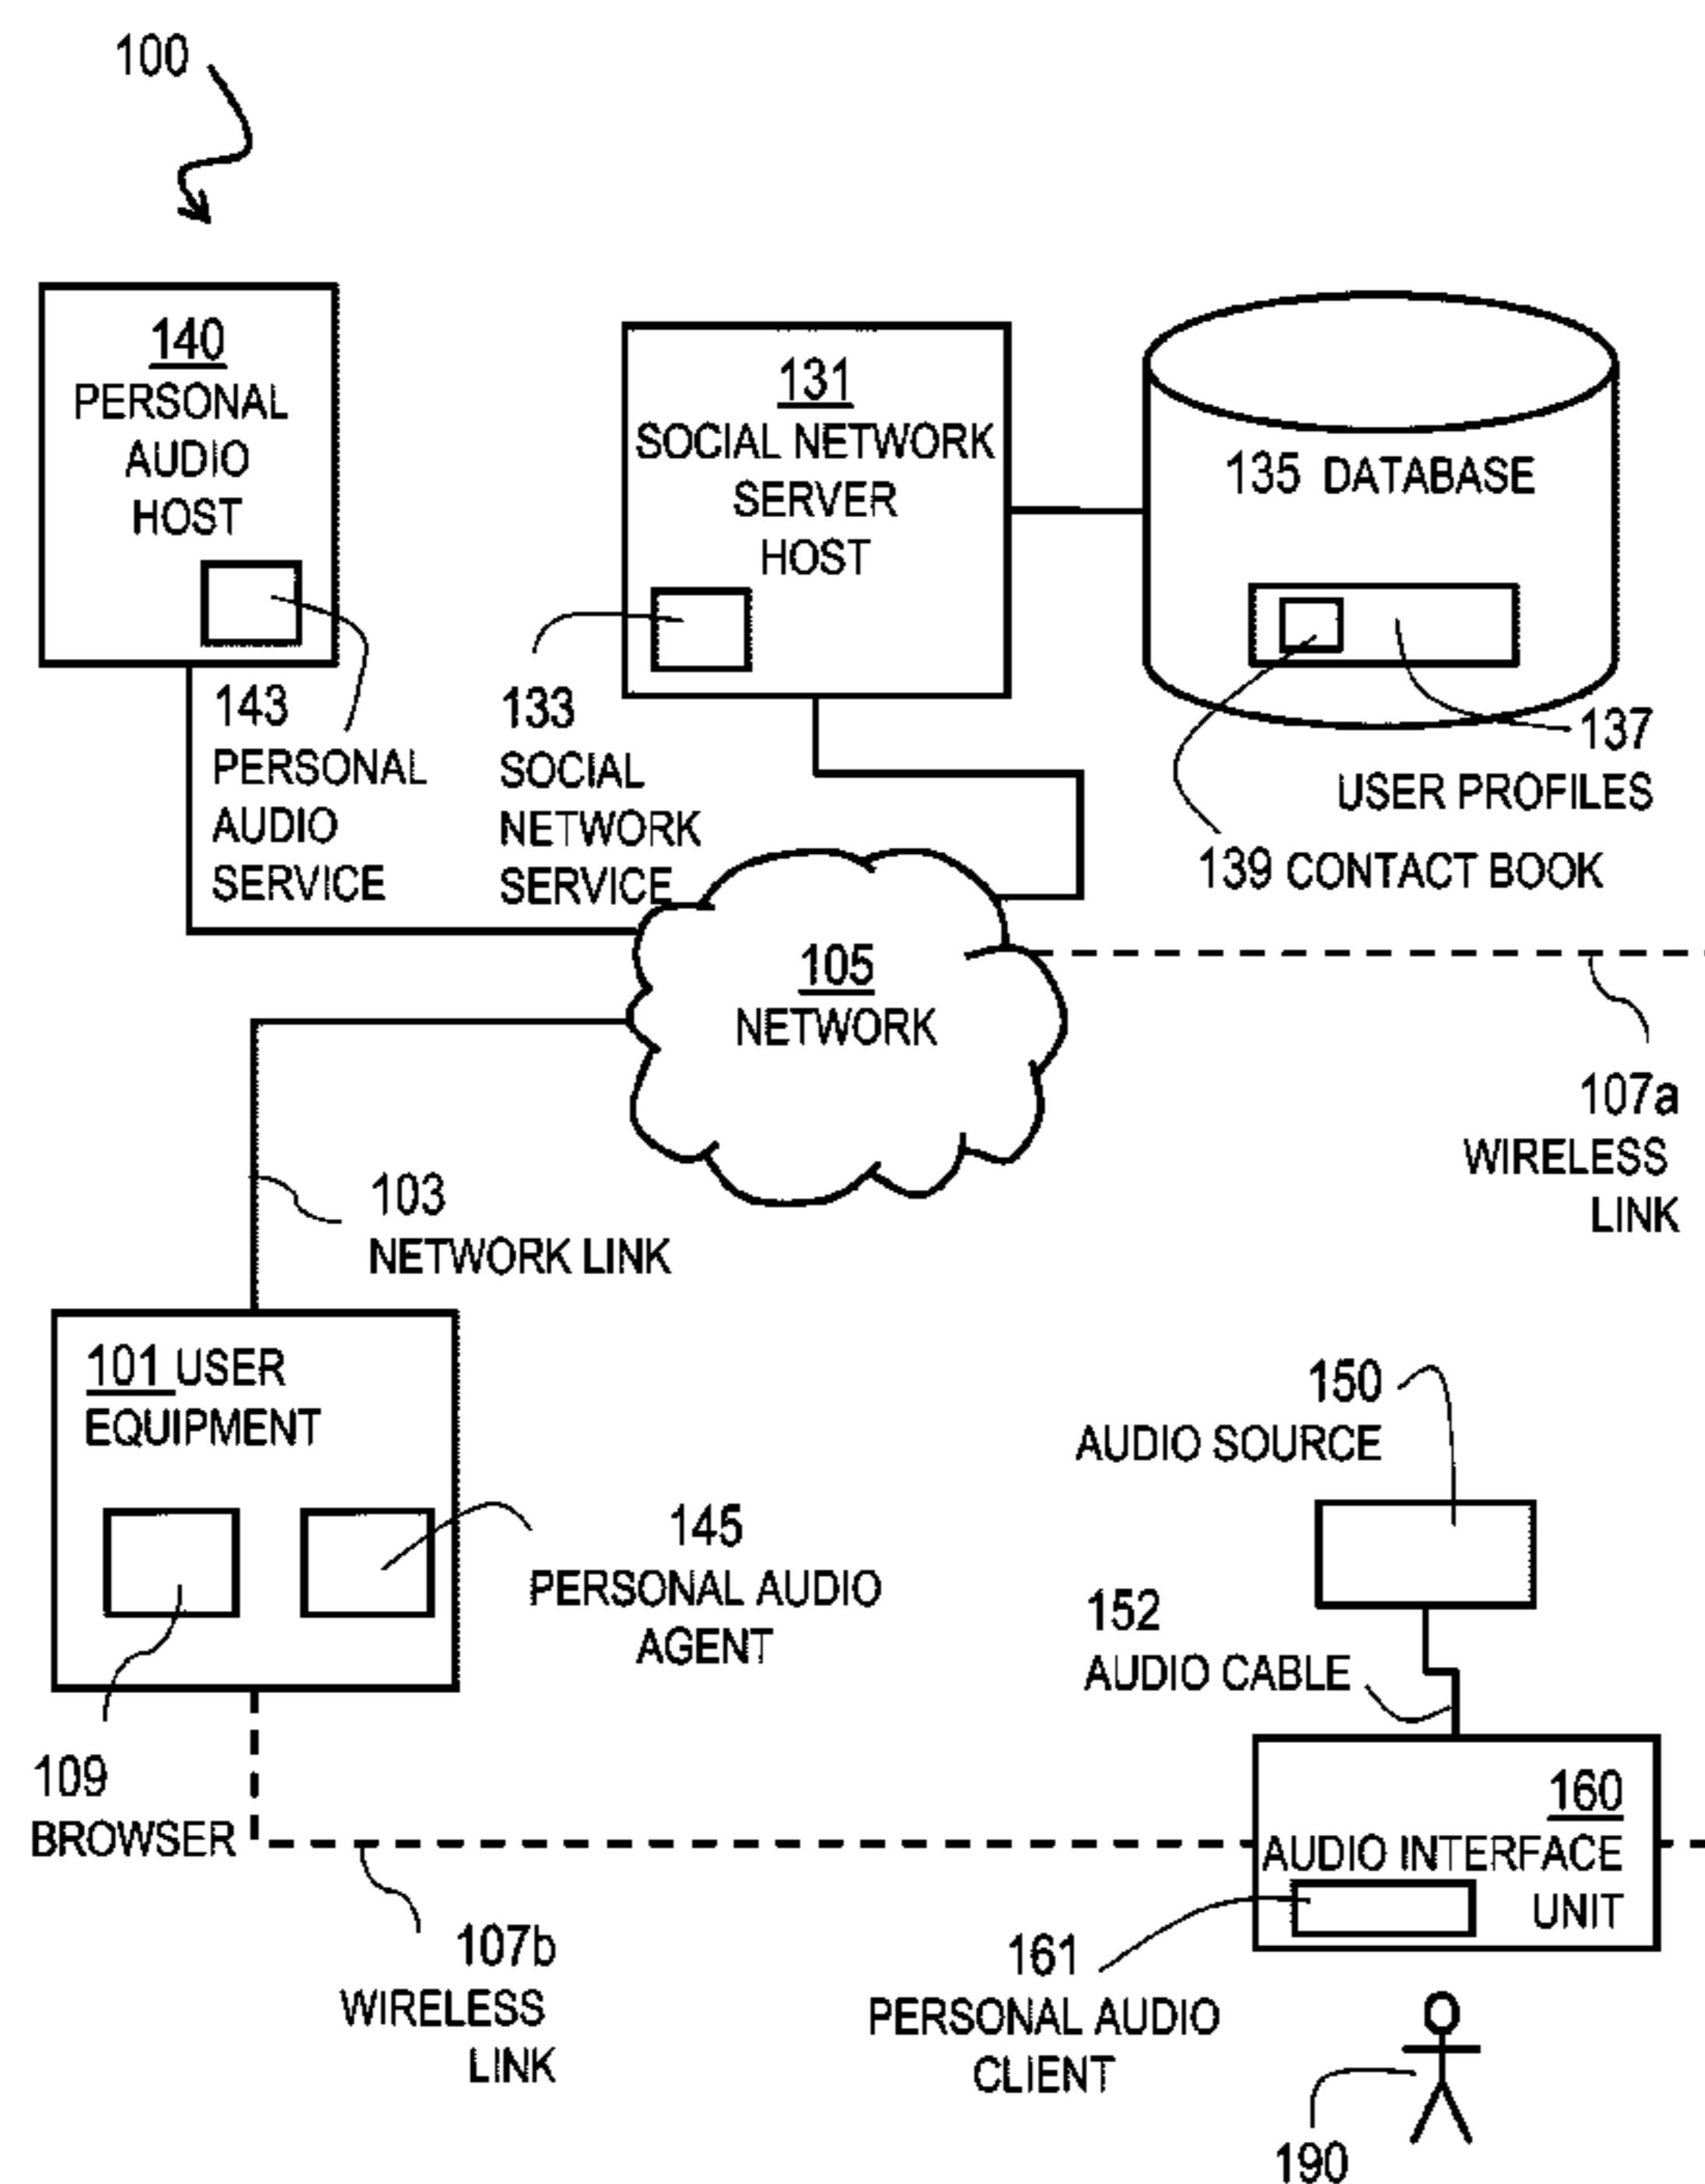 100
140
PERSONAL
AUDIO
HOST
131
SOCIAL NETWORK
SERVER
HOST
135 DATABASE
143
PERSONAL
AUDIO
SERVICE
133
SOCIAL
NETWORK
SERVICE
137
USER PROFILES
139 CONTACT BOOK
105
NETWORK
107a
WIRELESS
LINK
103
NETWORK LINK
101 USER
EQUIPMENT
145
PERSONAL AUDIO
AGENT
109
BROWSER
150
AUDIO SOURCE
152
AUDIO CABLE
160
AUDIO INTERFACE
UNIT
107b
WIRELESS
LINK
161
PERSONAL AUDIO
CLIENT
190